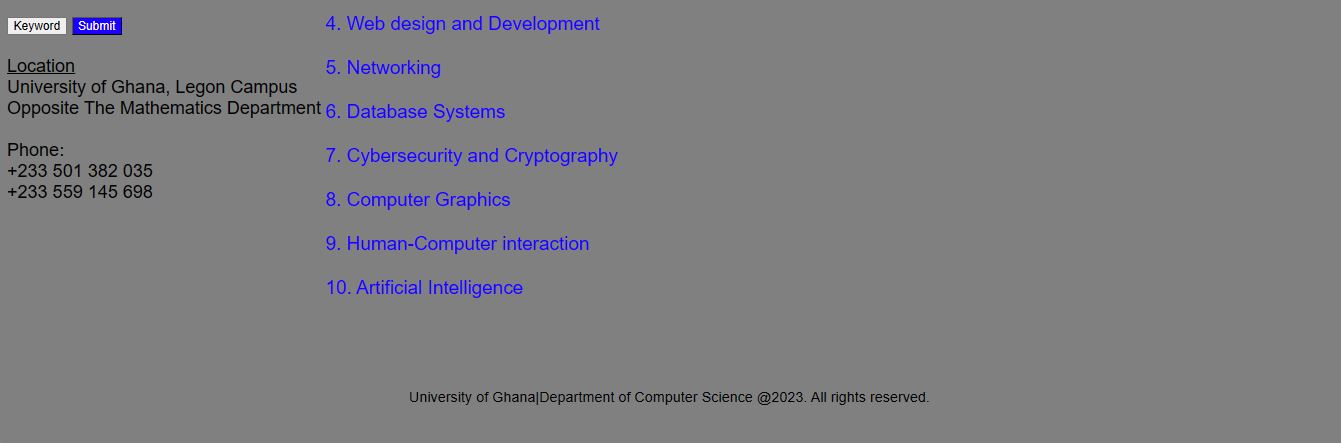 Keyword Submit
Location
University of Ghana, Legon Campus
Opposite The Mathematics Department
Phone:
+233 501 382 035
+233 559 145 698
4. Web design and Development
5. Networking
6. Database Systems
7. Cybersecurity and Cryptography
8. Computer Graphics
9. Human-Computer interaction
10. Artificial Intelligence
University of Ghana|Department of Computer Science @2023. All rights reserved.